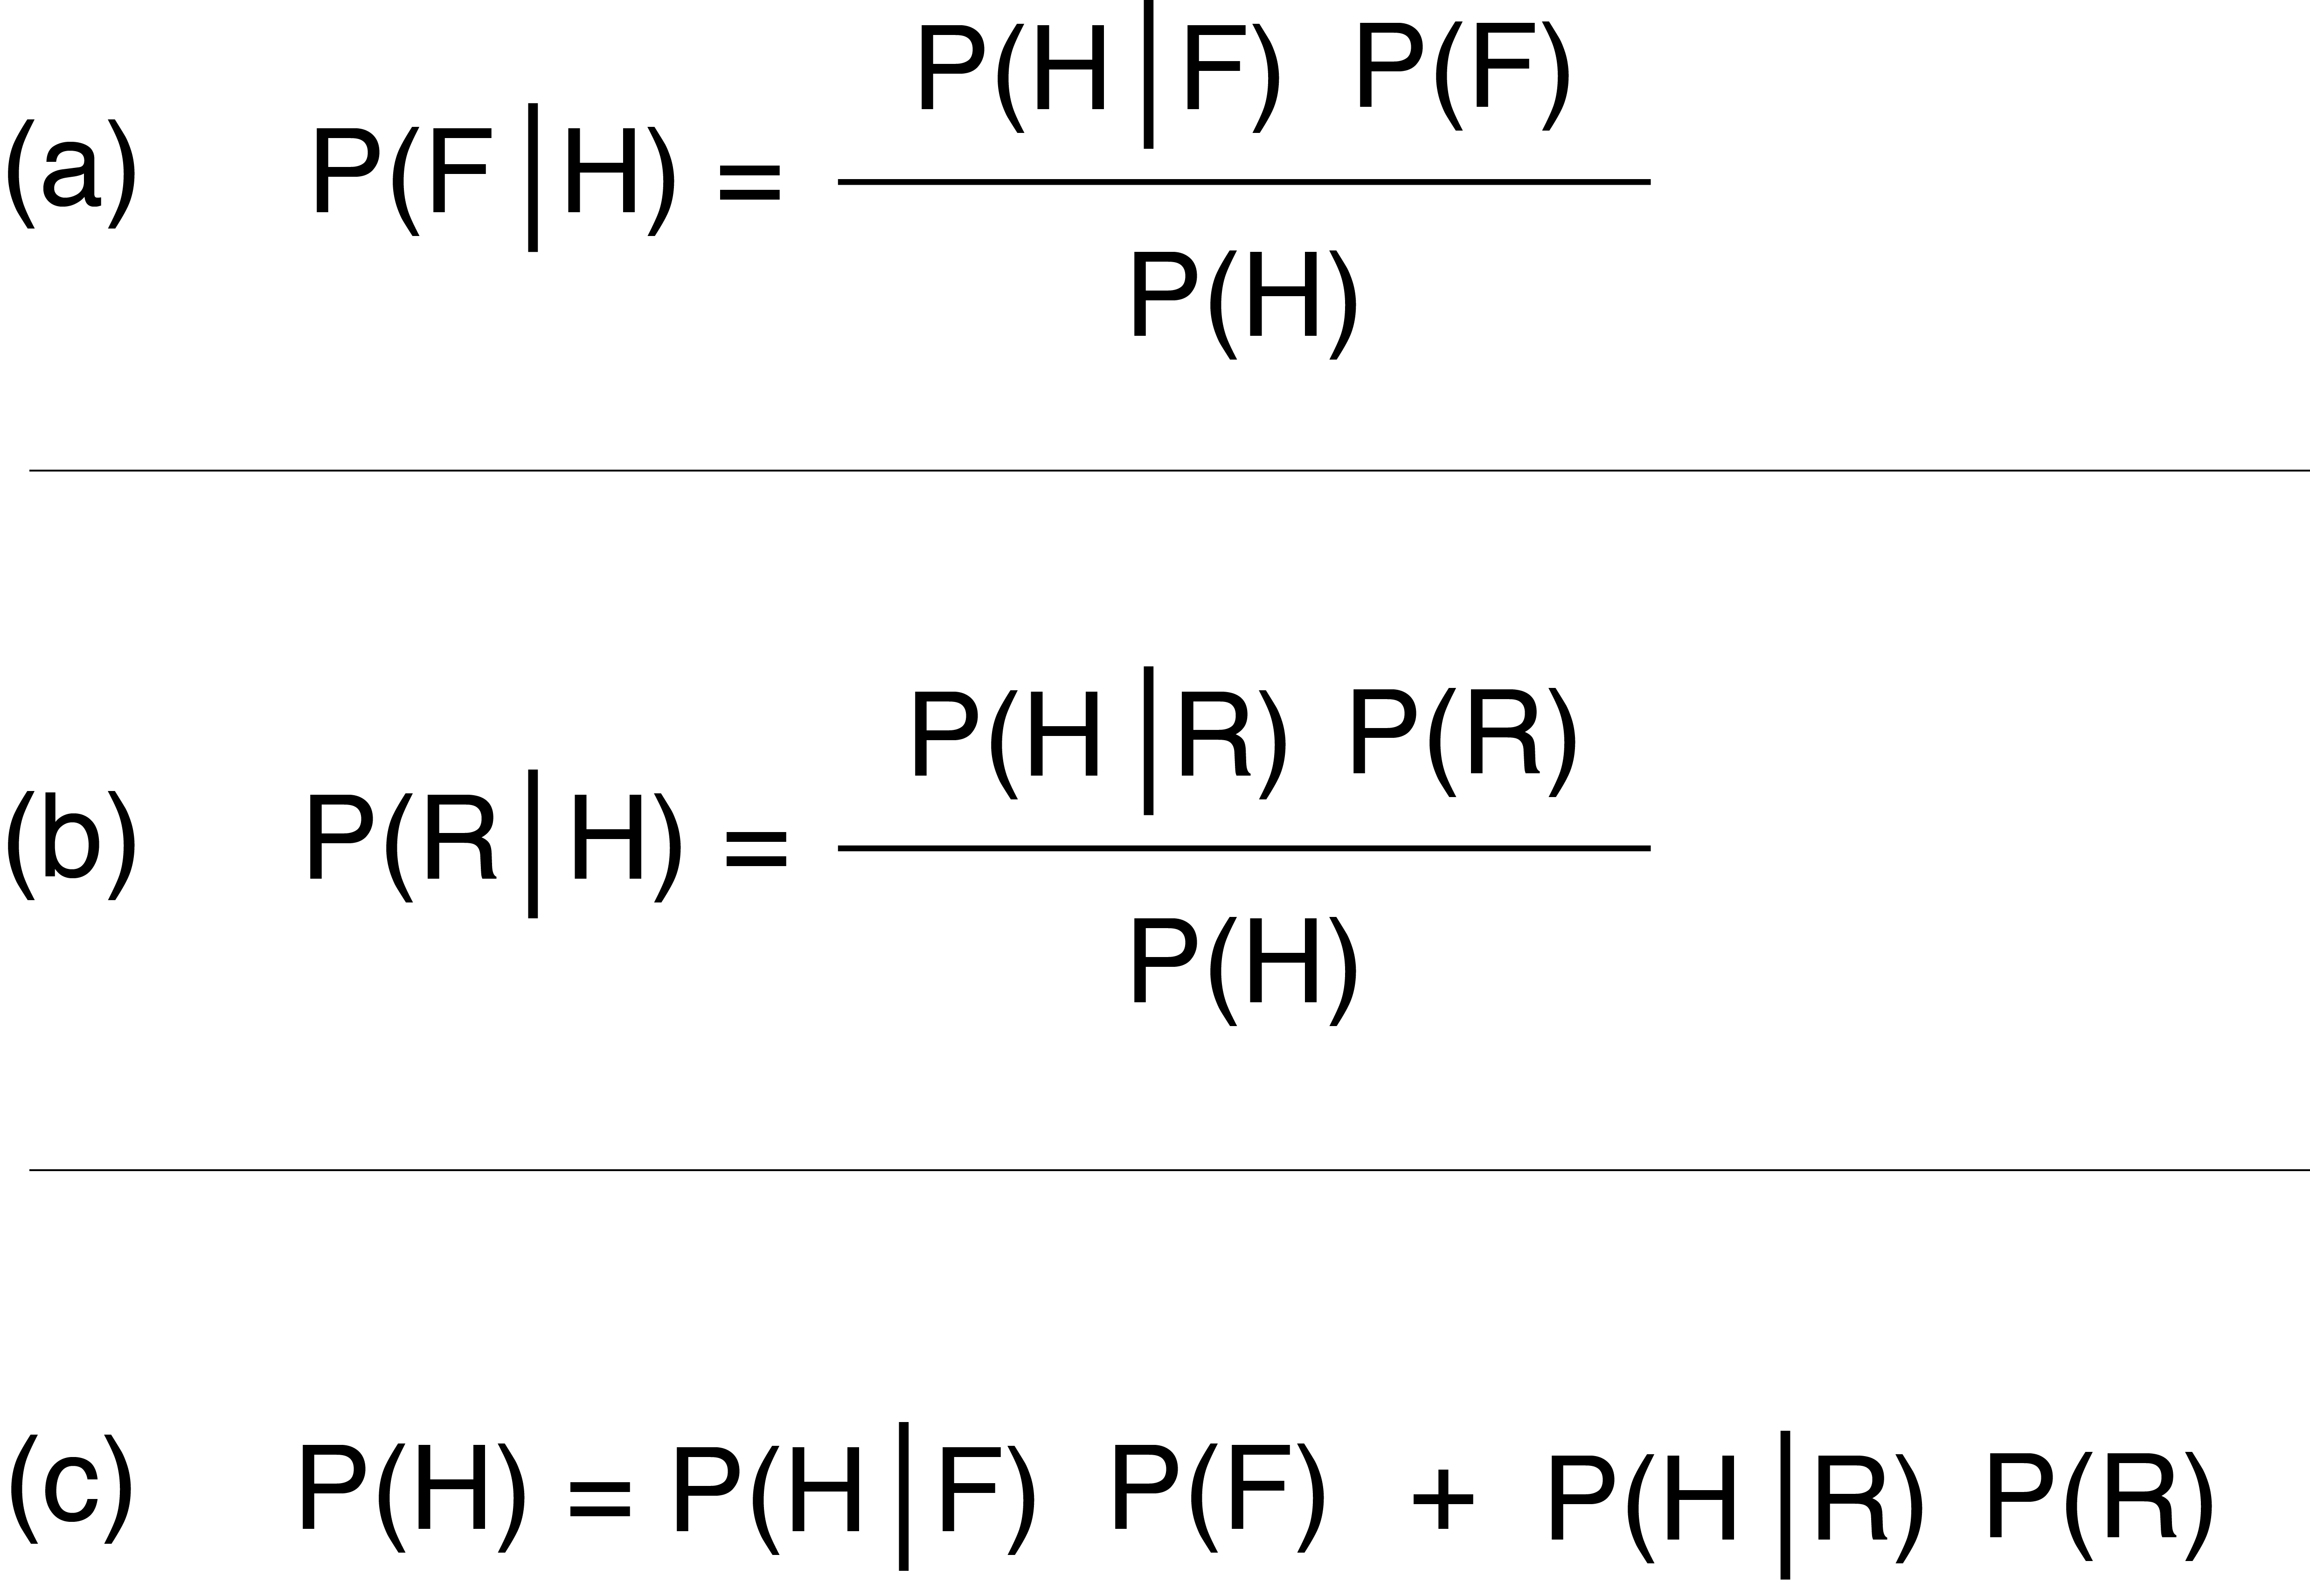 (a) P(F | H) = P(H | F) P(F)
P(H)
(b) P(R | H) = P(H | R) P(R)
P(H)
(c) P(H) = P(H | F) P(F) + P(H | R) P(R)